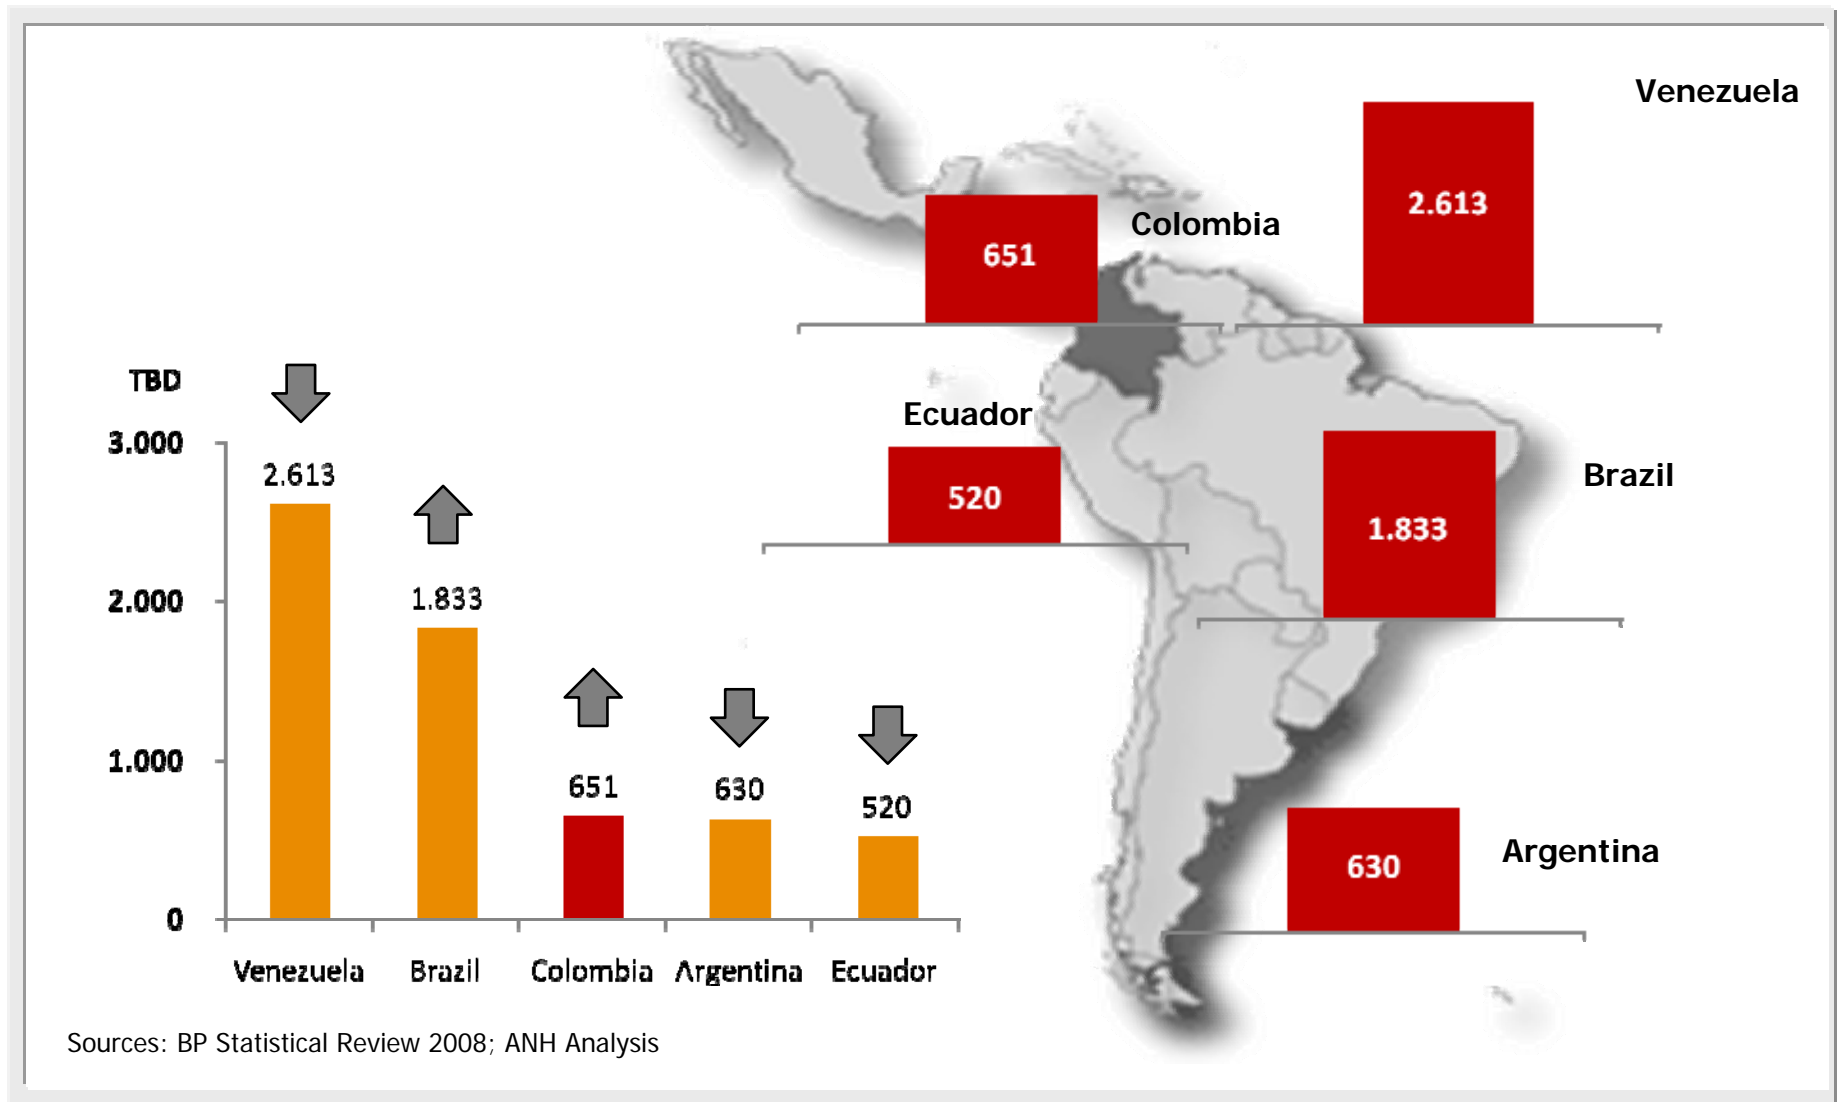 Venezuela
2.613
Colombia
651
Ecuador
520
Brazil
1.833
Argentina
630
TBD
3.000
2.000
1.000
0
2.613
1.833
651
630
520
Venezuela Brazil Colombia Argentina Ecuador
Sources: BP Statistical Review 2008; ANH Analysis